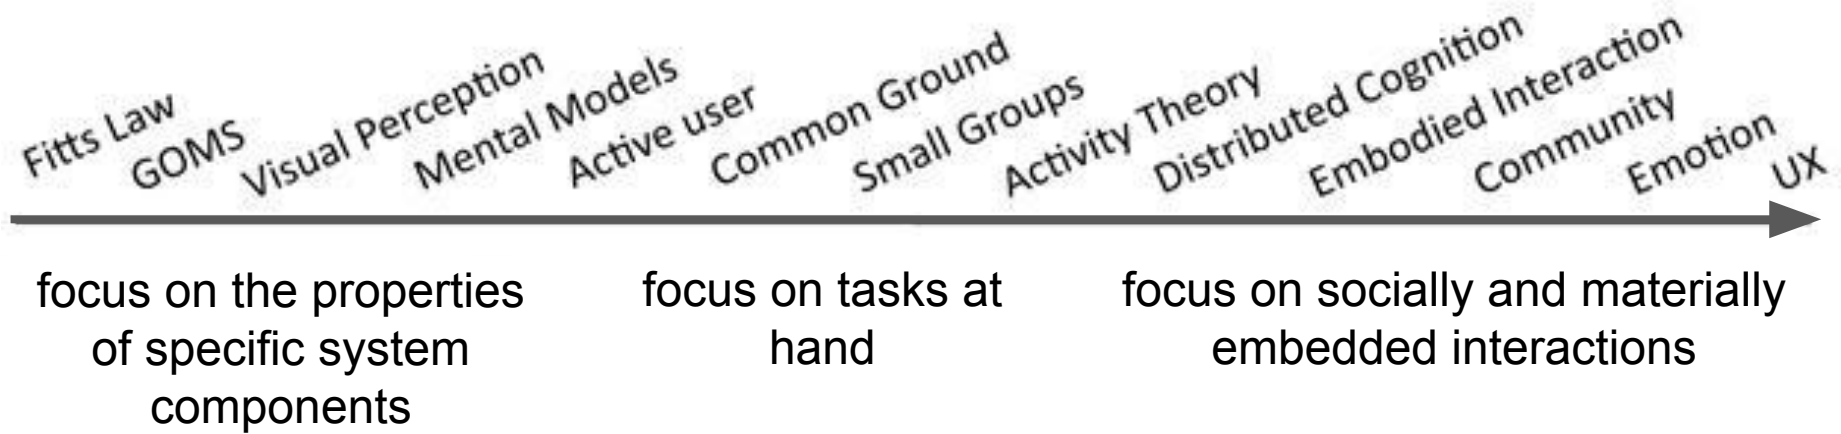 Fitts Law
GOMS
Visual Perception
Mental Models
Active user
Common Ground
Small Groups
Activity Theory
Distributed Cognition
Embodied Interaction
Community
Emotion
UX
focus on the properties
of specific system
components
focus on tasks at
hand
focus on socially and materially
embedded interactions